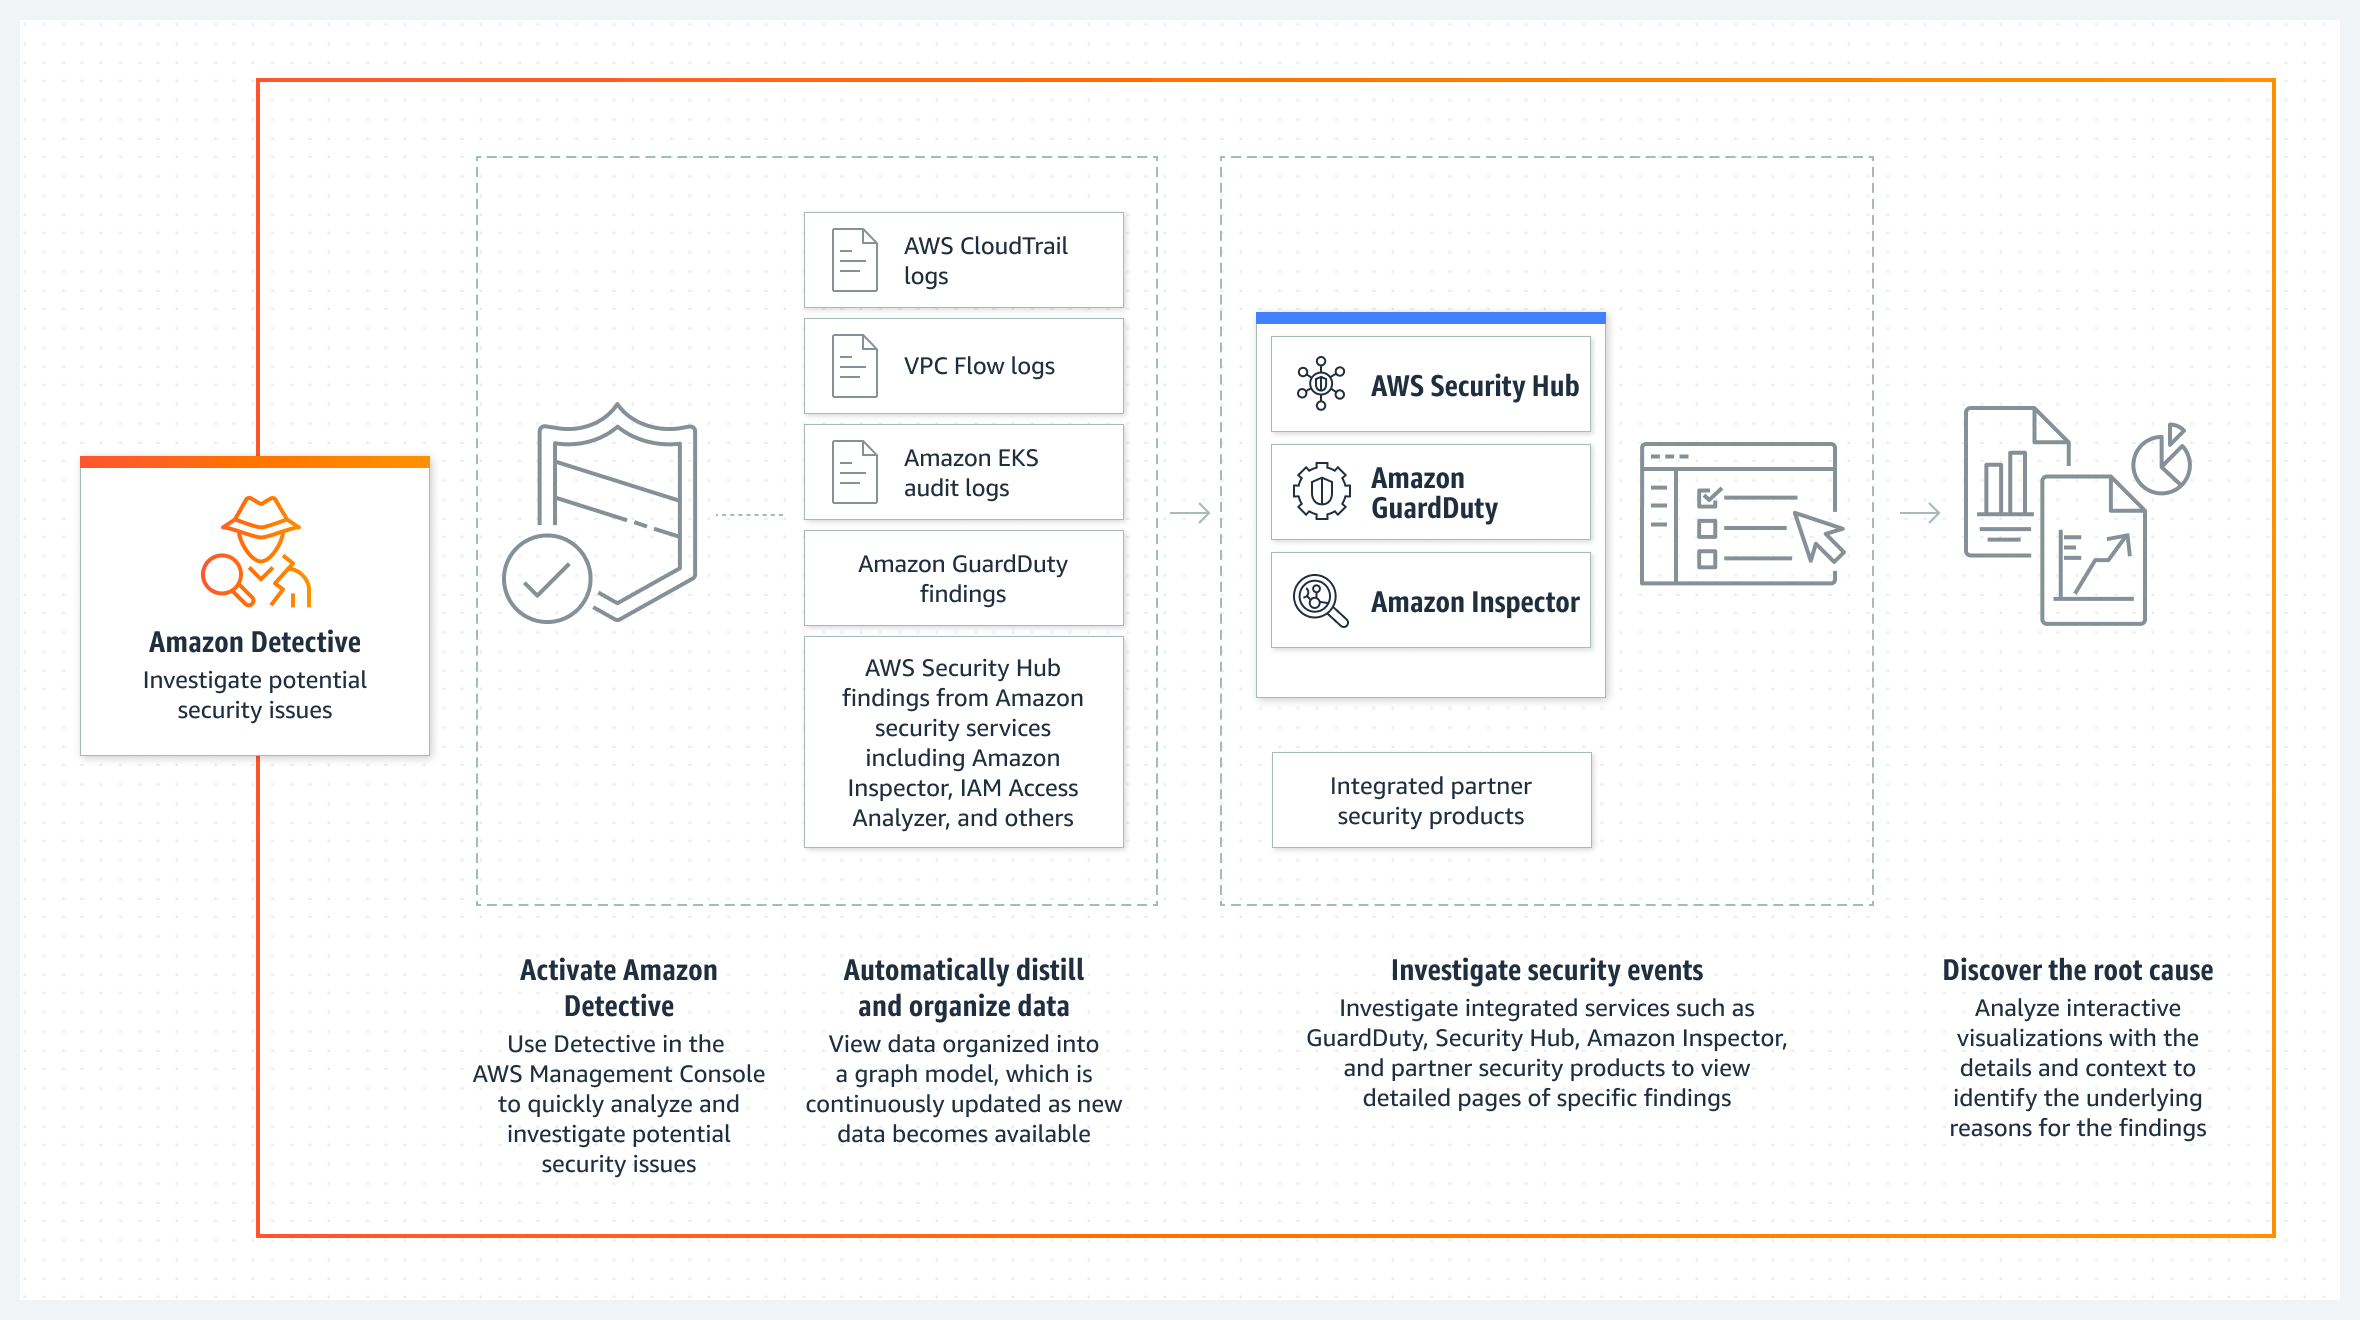 Amazon Detective
Investigate potential
security issues
AWS CloudTrail
logs
VPC Flow logs
Amazon EKS
audit logs
Amazon GuardDuty
findings
AWS Security Hub
findings from Amazon
security services
including Amazon
Inspector, IAM Access
Analyzer, and others
AWS Security Hub
Amazon
GuardDuty
Amazon Inspector
Integrated partner
security products
Activate Amazon
Detective
Use Detective in the
AWS Management Console
to quickly analyze and
investigate potential
security issues
Automatically distill
and organize data
View data organized into
a graph model, which is
continuously updated as new
data becomes available
Investigate security events
Investigate integrated services such as
GuardDuty, Security Hub, Amazon Inspector,
and partner security products to view
detailed pages of specific findings
Discover the root cause
Analyze interactive
visualizations with the
details and context to
identify the underlying
reasons for the findings